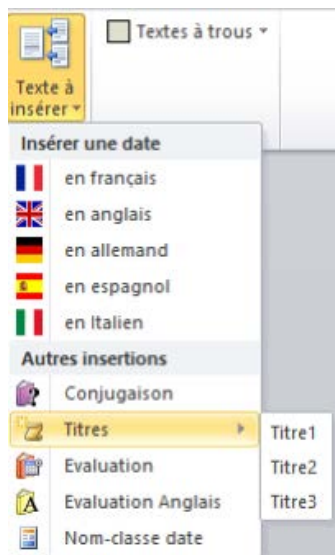 Textes à trous
Texte à
insérer
Insérer une date
en français
en anglais
en allemand
en espagnol
en Italien
Autres insertions
Conjugaison
Titres
Titre1
Evaluation
Titre2
Evaluation Anglais
Titre3
Nom-classe date